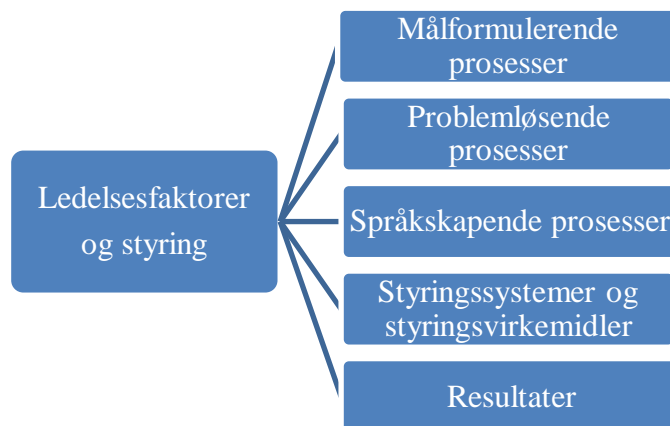 Målformulerende
prosesser
Problemløsende
prosesser
Ledelsesfaktorer
og styring
Språkskapende prosesser
Styringssystemer og
styringsvirkemidler
Resultater